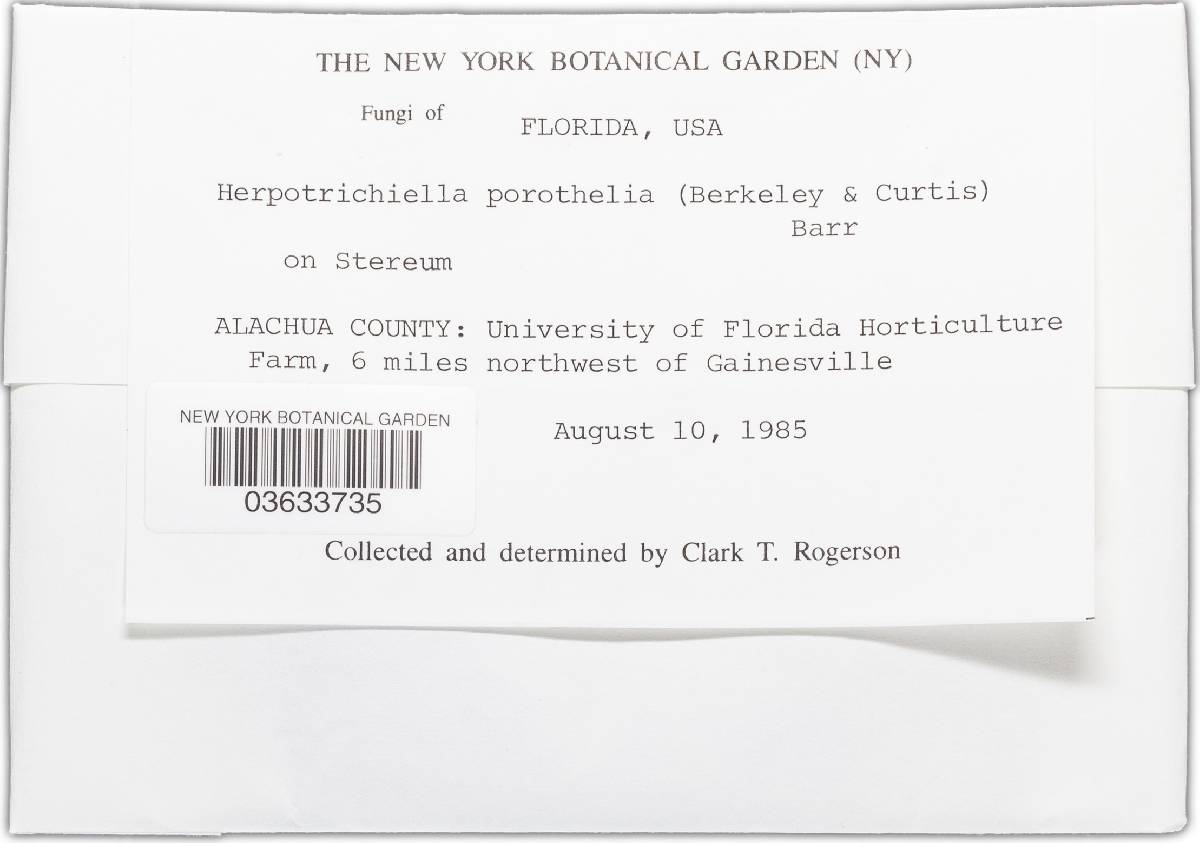 THE NEW YORK BOTANICAL GARDEN (NY)
Fungi of
FLORIDA, USA
Herpotrichiella porothelia (Berkeley & Curtis)
Barr
on Stereum
ALACHUA COUNTY: University of Florida Horticulture
Farm, 6 miles northwest of Gainesville
August 10, 1985
NEW YORK BOTANICAL GARDEN
03633735
Collected and determined by Clark T. Rogerson